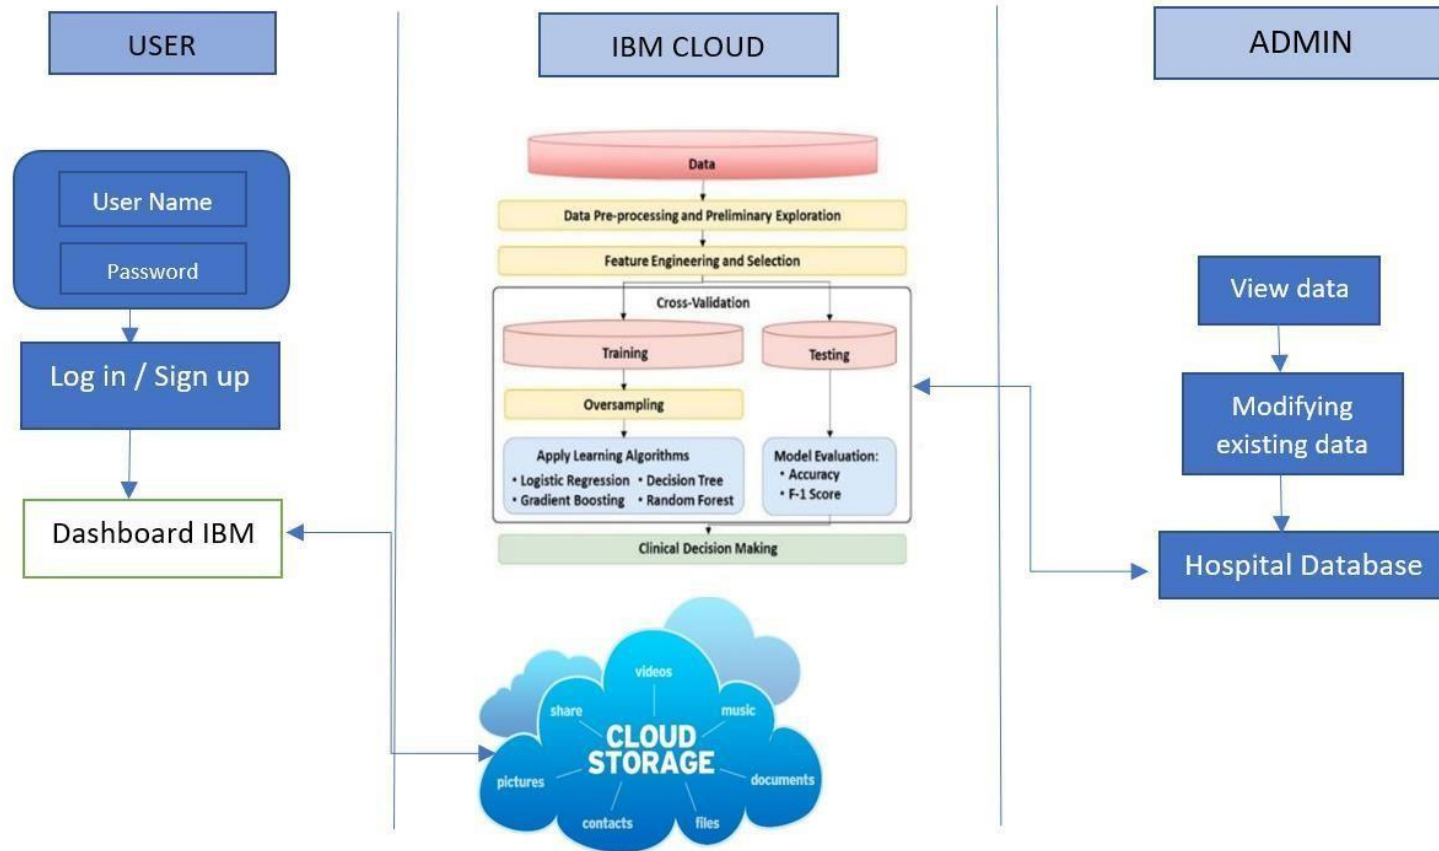 USER
IBM CLOUD
ADMIN
User Name
Password
Log in / Sign up
Dashboard IBM
Data
Data Pre-processing and Preliminary Exploration
Feature Engineering and Selection
Cross-Validation
Training
Testing
Oversampling
Apply Learning Algorithms
• Logistic Regression • Decision Tree
• Gradient Boosting • Random Forest
Model Evaluation:
• Accuracy
• F-1 Score
Clinical Decision Making
videos
share
music
CLOUD
STORAGE
pictures
documents
contacts
files
View data
Modifying
existing data
Hospital Database